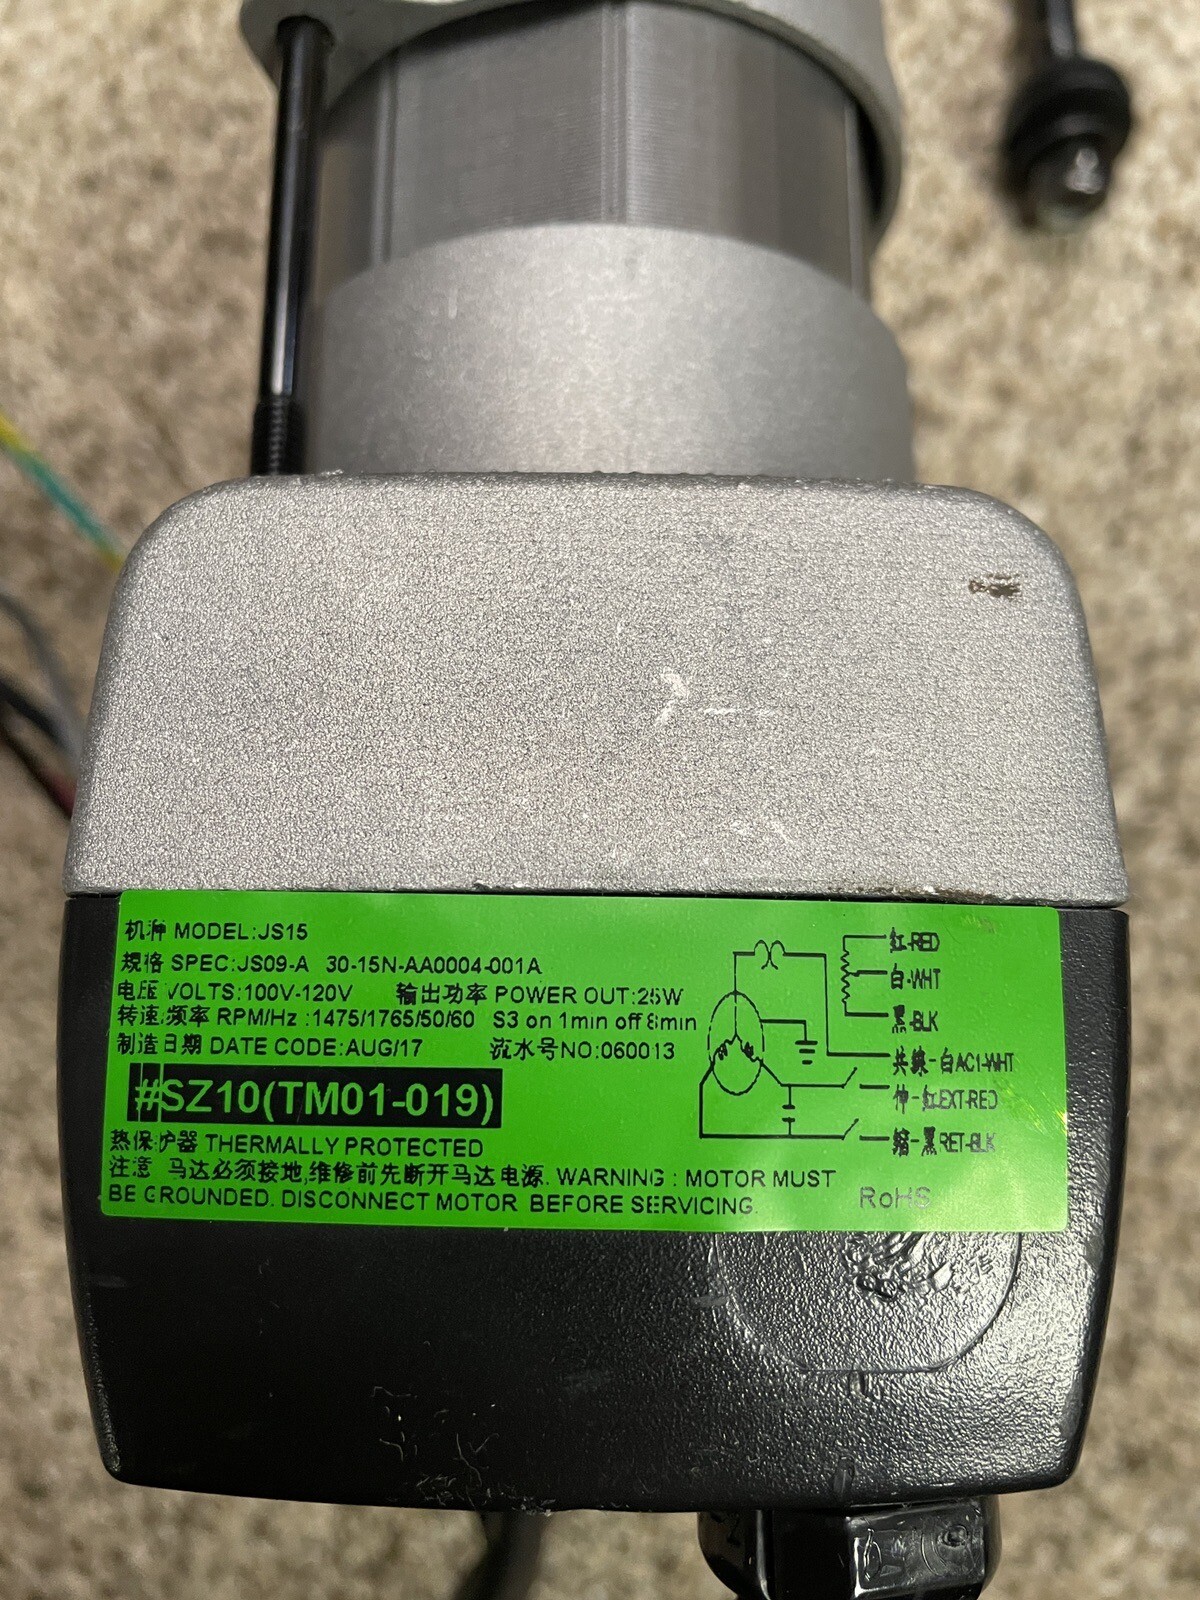 机种 MODEL:JS15
规格 SPEC:JS09-A 30-15N-AA0004-001A
电压 VOLTS:100V-120V 输出功率 POWER OUT:25W
转速/频率 RPM/Hz :1475/1765/50/60 S3 on 1min off 8min
制造日期 DATE CODE:AUG/17 流水号NO:060013
#SZ10(TM01-019)
热保护器 THERMALLY PROTECTED
注意 马达必须接地,维修前先断开马达电源. WARNING : MOTOR MUST
BE GROUNDED. DISCONNECT MOTOR BEFORE SERVICING.
RoHS
红-RED
白-WHT
黑-BLK
共線-白AC1-WHT
伸-红EXT-RED
缩-黑RET-BLK